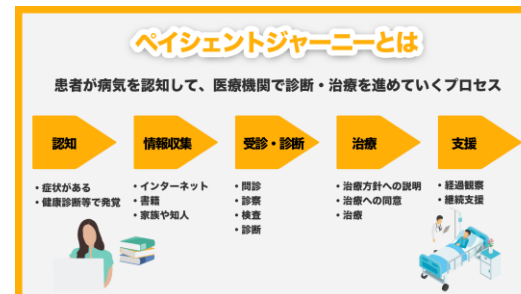 ペイシェントジャーニーとは
患者が病気を認知して、医療機関で診断・治療を進めていくプロセス
認知
情報収集
受診・診断
治療
支援
・症状がある
・健康診断等で発覚
・インターネット
・書籍
・家族や知人
・問診
・診察
・検査
・診断
・治療方針への説明
・治療への同意
・治療
・経過観察
・継続支援